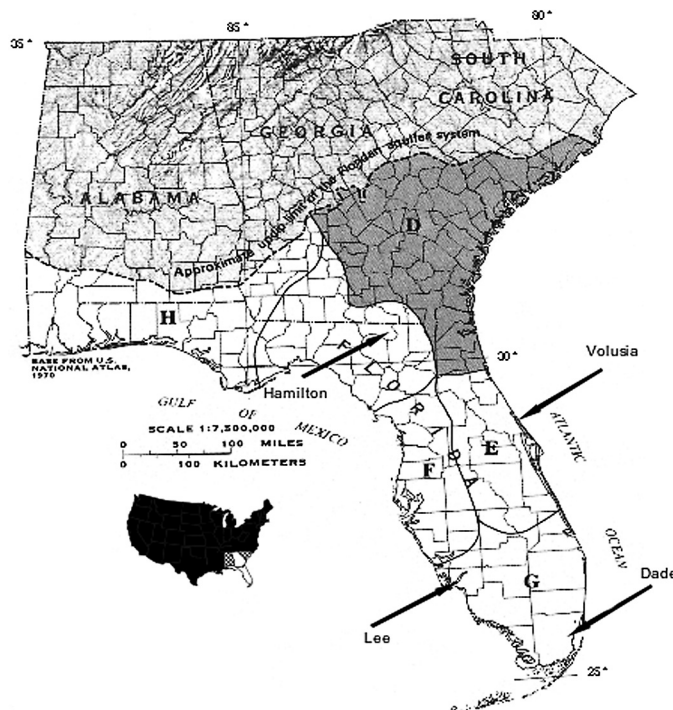 80°
85°
35°
SOUTH
CAROLINA
GEORGIA
Approximate updip limit of the Floridan aquifer system
ALABAMA
D
H
BASE FROM U.S.
NATIONAL ATLAS,
1970
30°
Volusia
Hamilton
FLORIDA
GULF
OF
MEXICO
SCALE 1:7,500,000
0 50 100 MILES
0 100 KILOMETERS
ATLANTIC
OCEAN
E
F
G
Dade
Lee
25°